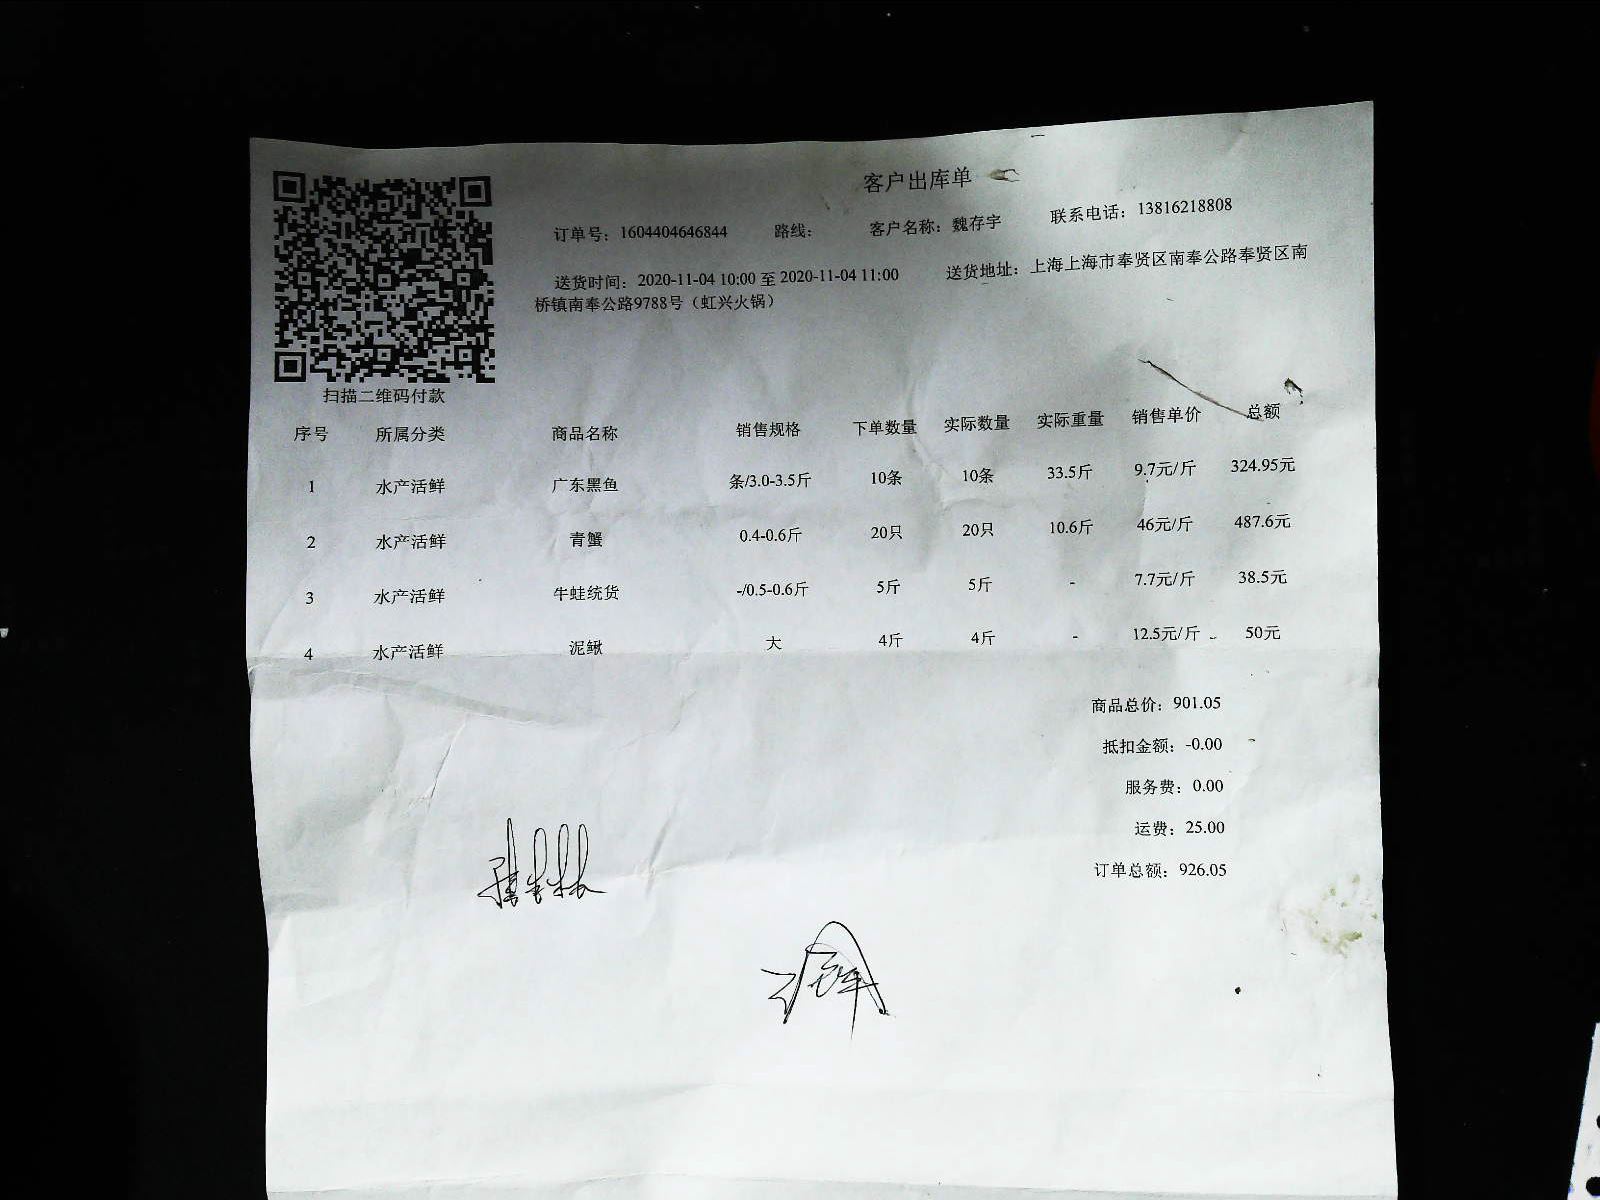 客户出库单
订单号：1604404646844 路线： 客户名称：魏存宇 联系电话：13816218808
送货时间：2020-11-04 10:00 至 2020-11-04 11:00 送货地址：上海上海市奉贤区南奉公路奉贤区南
桥镇南奉公路9788号（虹兴火锅）
扫描二维码付款
序号 所属分类 商品名称 销售规格 下单数量 实际数量 实际重量 销售单价 总额
1 水产活鲜 广东黑鱼 条/3.0-3.5斤 10条 10条 33.5斤 9.7元/斤 324.95元
2 水产活鲜 青蟹 0.4-0.6斤 20只 20只 10.6斤 46元/斤 487.6元
3 水产活鲜 牛蛙统货 -/0.5-0.6斤 5斤 5斤 - 7.7元/斤 38.5元
4 水产活鲜 泥鳅 大 4斤 4斤 - 12.5元/斤 50元
商品总价：901.05
抵扣金额：-0.00
服务费：0.00
运费：25.00
订单总额：926.05